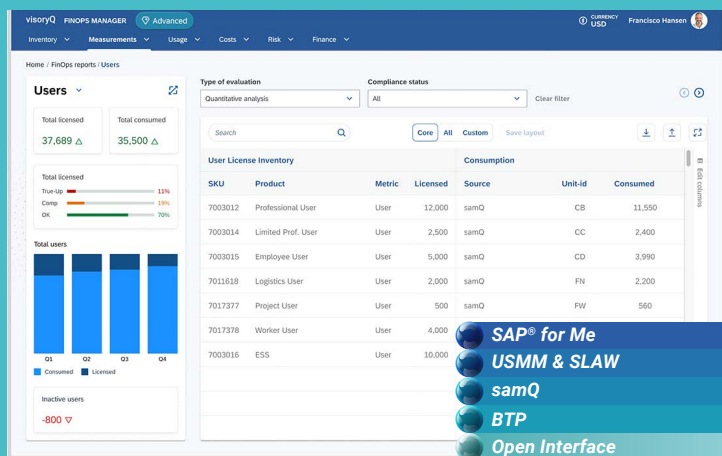 visoryQ FINOPS MANAGER Advanced
CURRENCY USD Francisco Hansen
Inventory Measurements Usage Costs Risk Finance
Home / FinOps reports / Users
Users
Total licensed Total consumed
37,689 35,500
Total licensed
True-Up 11%
Comp 19%
OK 70%
Total users
Q1 Q2 Q3 Q4
Consumed Licensed
Inactive users
-800
Type of evaluation Compliance status
Quantitative analysis All Clear filter
Search Core All Custom Save layout
Edit columns
User License Inventory Consumption
SKU Product Metric Licensed Source Unit-id Consumed
7003012 Professional User User 12,000 samQ CB 11,550
7003014 Limited Prof. User User 2,500 samQ CC 2,400
7003015 Employee User User 5,000 samQ CD 3,990
7011618 Logistics User User 2,000 samQ FN 2,200
7017377 Project User User 500 samQ FW 560
7017378 Worker User User 4,000
7003016 ESS User 10,000
SAP® for Me
USMM & SLAW
samQ
BTP
Open Interface